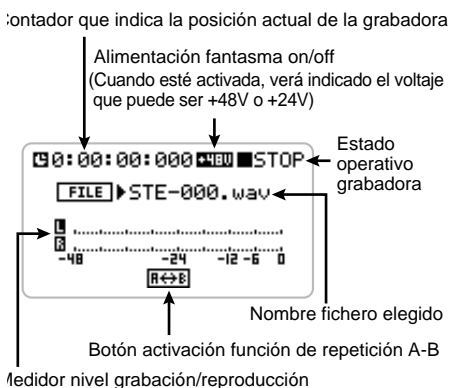 Contador que indica la posición actual de la grabadora
Alimentación fantasma on/off
(Cuando esté activada, verá indicado el voltaje
que puede ser +48V o +24V)
0:00:00:000 +48V STOP
Estado
operativo
grabadora
FILE STE-000.wav
L
R
-48 -24 -12 -6 0
A↔B
Nombre fichero elegido
Botón activación función de repetición A-B
Medidor nivel grabación/reproducción